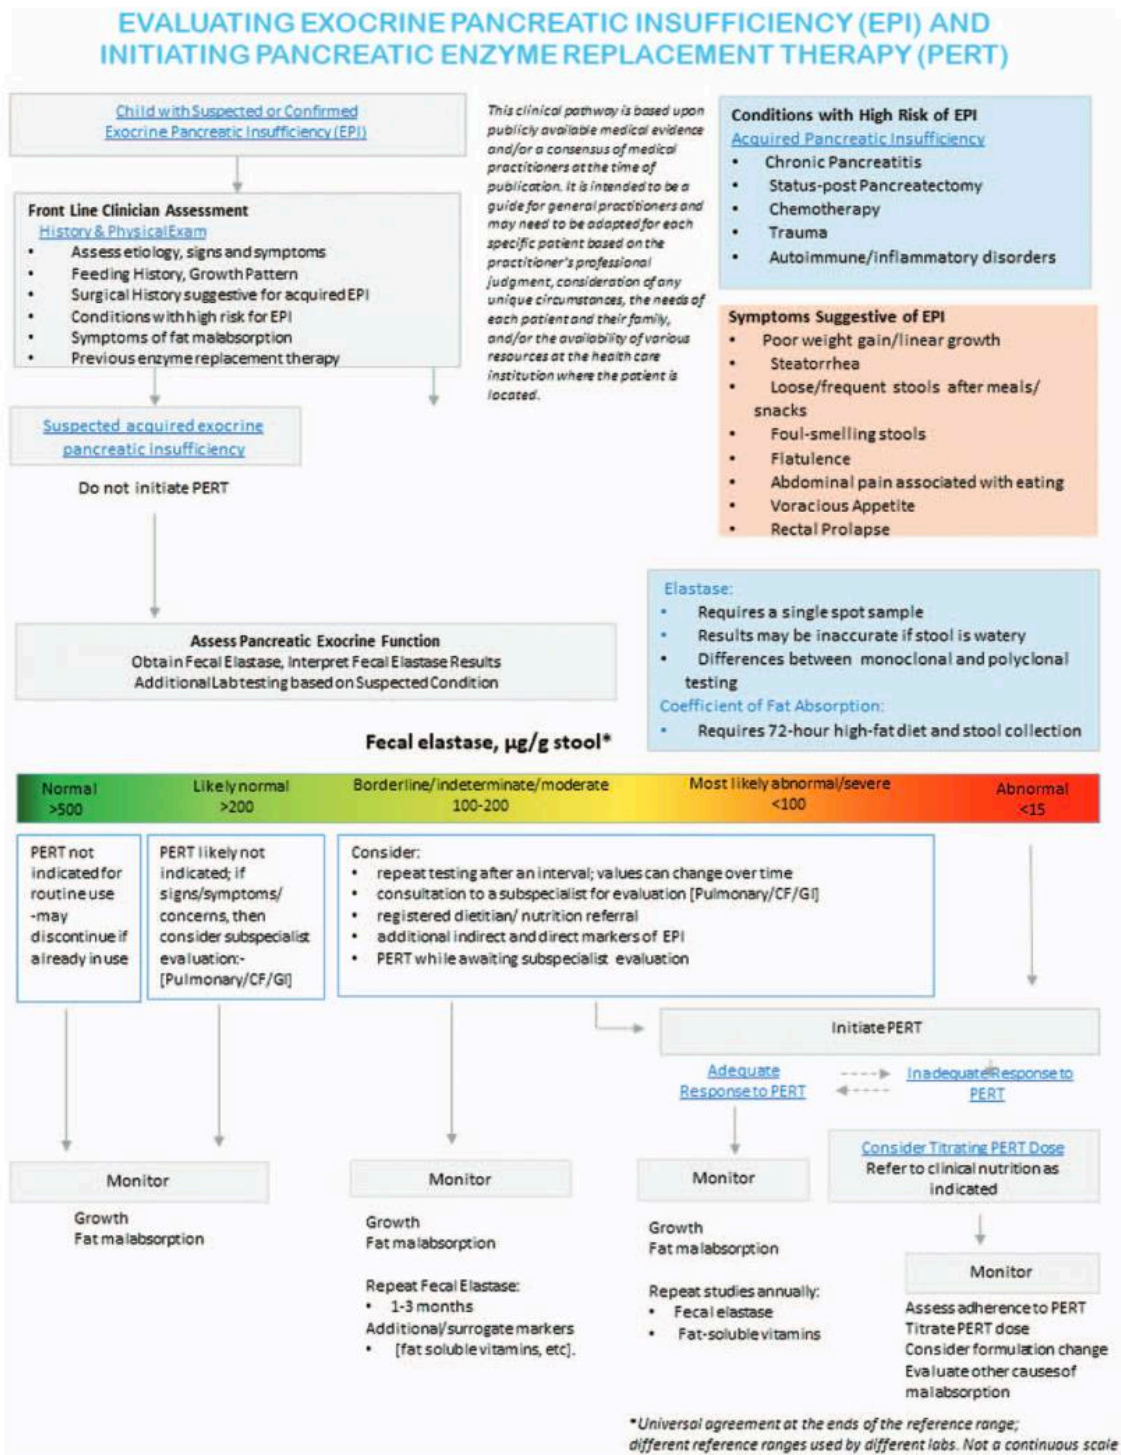 EVALUATING EXOCRINE PANCREATIC INSUFFICIENCY (EPI) AND
INITIATING PANCREATIC ENZYME REPLACEMENT THERAPY (PERT)
Child with Suspected or Confirmed
Exocrine Pancreatic Insufficiency (EPI)
Front Line Clinician Assessment
History & Physical Exam
• Assess etiology, signs and symptoms
• Feeding History, Growth Pattern
• Surgical History suggestive for acquired EPI
• Conditions with high risk for EPI
• Symptoms of fat malabsorption
• Previous enzyme replacement therapy
This clinical pathway is based upon
publicly available medical evidence
and/or a consensus of medical
practitioners at the time of
publication. It is intended to be a
guide for general practitioners and
may need to be adapted for each
specific patient based on the
practitioner's professional
judgment, consideration of any
unique circumstances, the needs of
each patient and their family,
and/or the availability of various
resources at the health care
institution where the patient is
located.
Conditions with High Risk of EPI
Acquired Pancreatic Insufficiency
• Chronic Pancreatitis
• Status-post Pancreatectomy
• Chemotherapy
• Trauma
• Autoimmune/inflammatory disorders
Symptoms Suggestive of EPI
• Poor weight gain/linear growth
• Steatorrhea
• Loose/frequent stools after meals/
snacks
• Foul-smelling stools
• Flatulence
• Abdominal pain associated with eating
• Voracious Appetite
• Rectal Prolapse
Suspected acquired exocrine
pancreatic insufficiency
Do not initiate PERT
Assess Pancreatic Exocrine Function
Obtain Fecal Elastase, Interpret Fecal Elastase Results
Additional Lab testing based on Suspected Condition
Elastase:
• Requires a single spot sample
• Results may be inaccurate if stool is watery
• Differences between monoclonal and polyclonal
testing
Coefficient of Fat Absorption:
• Requires 72-hour high-fat diet and stool collection
Fecal elastase, µg/g stool*
Normal
>500
Likely normal
>200
Borderline/indeterminate/moderate
100-200
Most likely abnormal/severe
<100
Abnormal
<15
PERT not
indicated for
routine use
-may
discontinue if
already in use
PERT likely not
indicated; if
signs/symptoms/
concerns, then
consider subspecialist
evaluation:-
[Pulmonary/CF/GI]
Consider:
• repeat testing after an interval; values can change over time
• consultation to a subspecialist for evaluation [Pulmonary/CF/GI]
• registered dietitian/ nutrition referral
• additional indirect and direct markers of EPI
• PERT while awaiting subspecialist evaluation
Initiate PERT
Adequate
Response to PERT
Inadequate Response to
PERT
Consider Titrating PERT Dose
Refer to clinical nutrition as
indicated
Monitor
Growth
Fat malabsorption
Monitor
Growth
Fat malabsorption
Repeat Fecal Elastase:
• 1-3 months
Additional/surrogate markers
• [fat soluble vitamins, etc].
Monitor
Growth
Fat malabsorption
Repeat studies annually:
• Fecal elastase
• Fat-soluble vitamins
Monitor
Assess adherence to PERT
Titrate PERT dose
Consider formulation change
Evaluate other causes of
malabsorption
*Universal agreement at the ends of the reference range;
different reference ranges used by different labs. Not a continuous scale